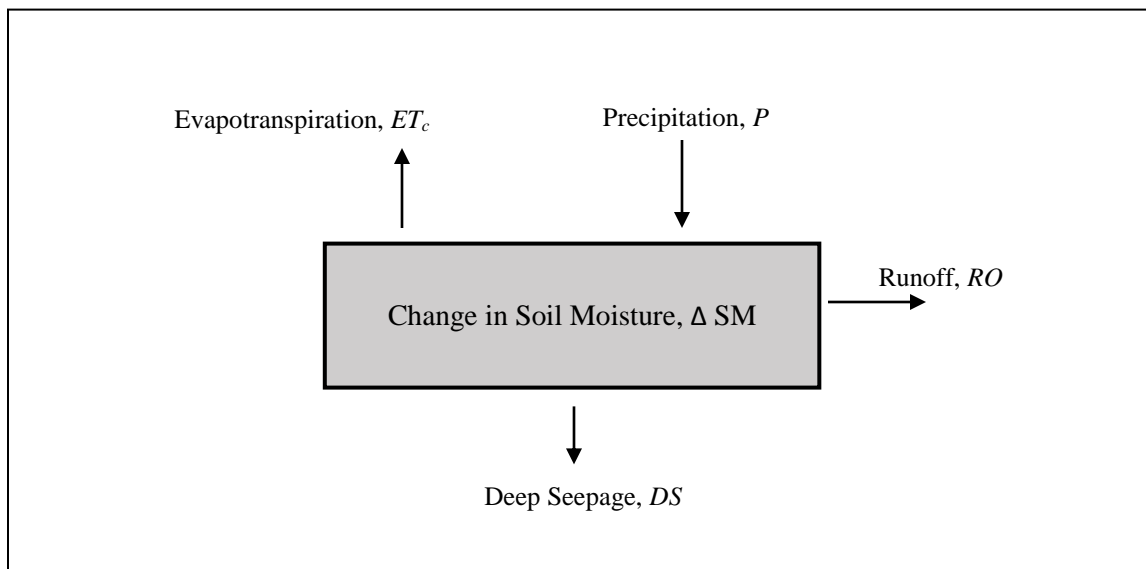 Evapotranspiration, ETc
Precipitation, P
Runoff, RO
Change in Soil Moisture, Δ SM
Deep Seepage, DS